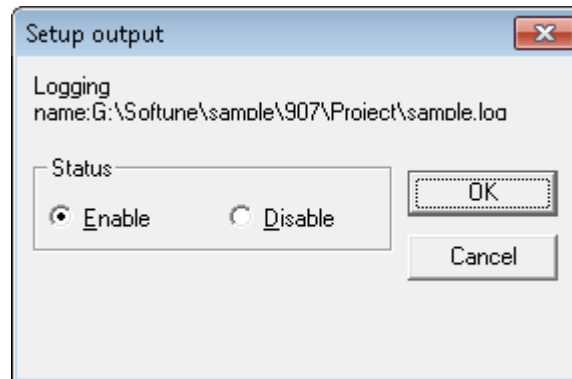 Setup output
Logging
name:G:\Softune\sample\907\Project\sample.log
Status
Enable
Disable
OK
Cancel